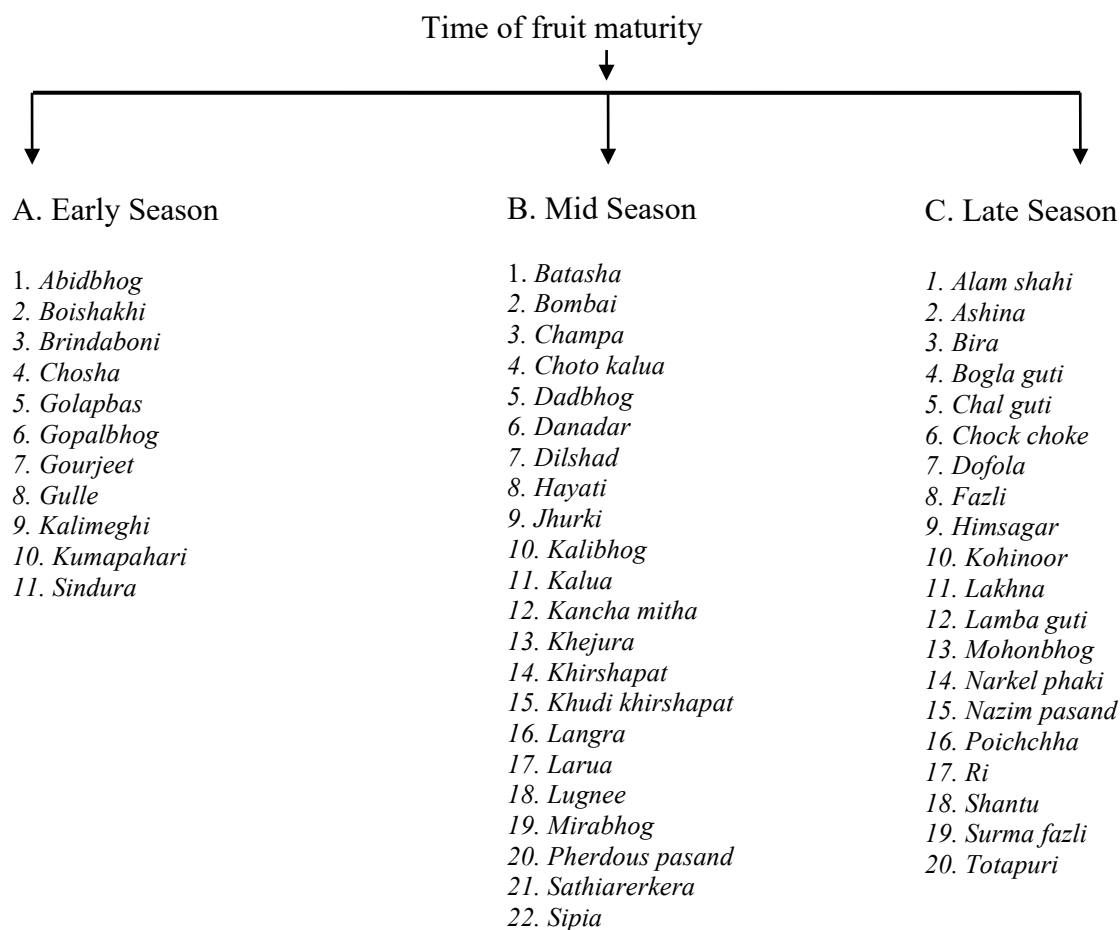 Time of fruit maturity
A. Early Season
1. Abidbhog
2. Boishakhi
3. Brindaboni
4. Chosha
5. Golapbas
6. Gopalbhog
7. Gourjeet
8. Gulle
9. Kalimeghi
10. Kumapahari
11. Sindura
B. Mid Season
1. Batasha
2. Bombai
3. Champa
4. Choto kalua
5. Dadbhog
6. Danadar
7. Dilshad
8. Hayati
9. Jhurki
10. Kalibhog
11. Kalua
12. Kancha mitha
13. Khejura
14. Khirshapat
15. Khudi khirshapat
16. Langra
17. Larua
18. Lugnee
19. Mirabhog
20. Pherdous pasand
21. Sathiarerkera
22. Sipia
C. Late Season
1. Alam shahi
2. Ashina
3. Bira
4. Bogla guti
5. Chal guti
6. Chock choke
7. Dofola
8. Fazli
9. Himsagar
10. Kohinoor
11. Lakhna
12. Lamba guti
13. Mohonbhog
14. Narkel phaki
15. Nazim pasand
16. Poichchha
17. Ri
18. Shantu
19. Surma fazli
20. Totapuri